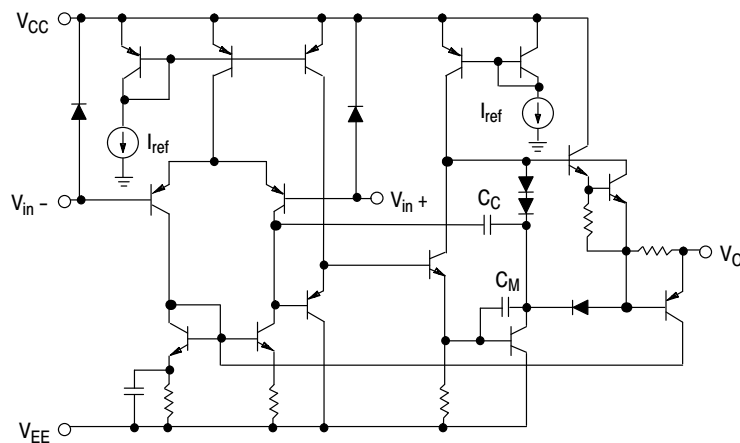 VCC
Iref
Iref
Vin –
Vin +
CC
VO
CM
VEE